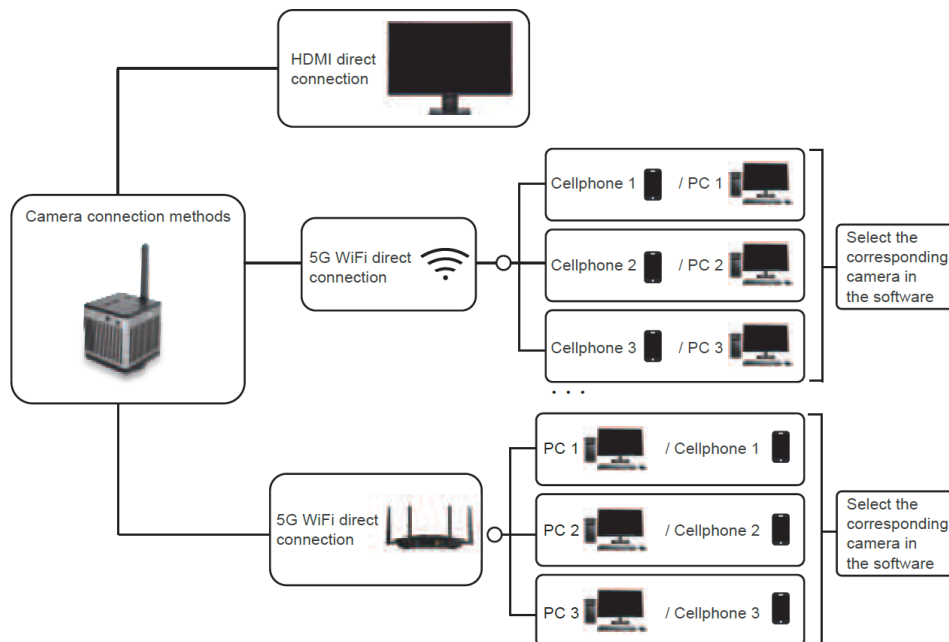 HDMI direct
connection
Camera connection methods
5G WiFi direct
connection
Cellphone 1 / PC 1
Cellphone 2 / PC 2
Cellphone 3 / PC 3
. . .
Select the
corresponding
camera in
the software
5G WiFi direct
connection
PC 1 / Cellphone 1
PC 2 / Cellphone 2
PC 3 / Cellphone 3
Select the
corresponding
camera in
the software